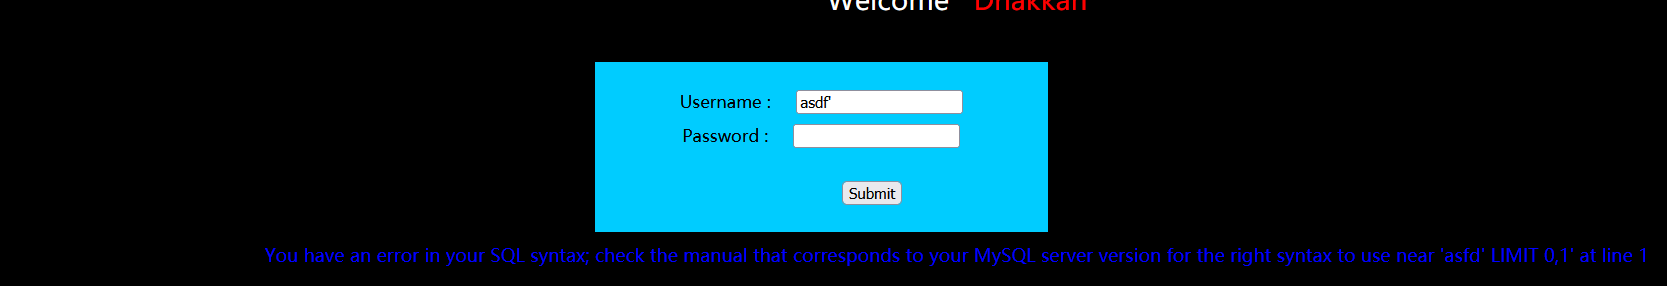 Welcome Dhakkan
Username : asdf'
Password :
Submit
You have an error in your SQL syntax; check the manual that corresponds to your MySQL server version for the right syntax to use near 'asfd' LIMIT 0,1' at line 1